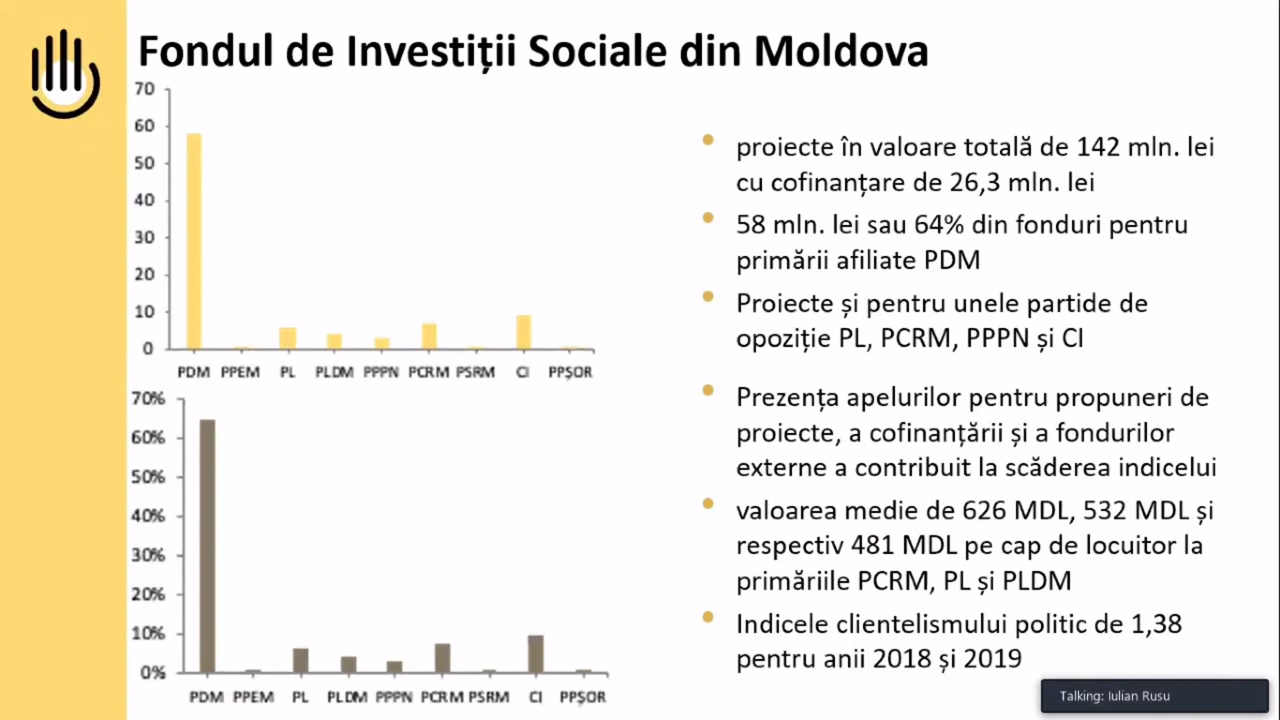 Fondul de Investiții Sociale din Moldova
70
60
50
40
30
20
10
0
PDM PPEM PL PLDM PPPN PCRM PSRM CI PPȘOR
70%
60%
50%
40%
30%
20%
10%
0%
PDM PPEM PL PLDM PPPN PCRM PSRM CI PPȘOR
• proiecte în valoare totală de 142 mln. lei
cu cofinanțare de 26,3 mln. lei
• 58 mln. lei sau 64% din fonduri pentru
primării afiliate PDM
• Proiecte și pentru unele partide de
opoziție PL, PCRM, PPPN și CI
• Prezența apelurilor pentru propuneri de
proiecte, a cofinanțării și a fondurilor
externe a contribuit la scăderea indicelui
• valoarea medie de 626 MDL, 532 MDL și
respectiv 481 MDL pe cap de locuitor la
primăriile PCRM, PL și PLDM
• Indicele clientelismului politic de 1,38
pentru anii 2018 și 2019
Talking: Iulian Rusu